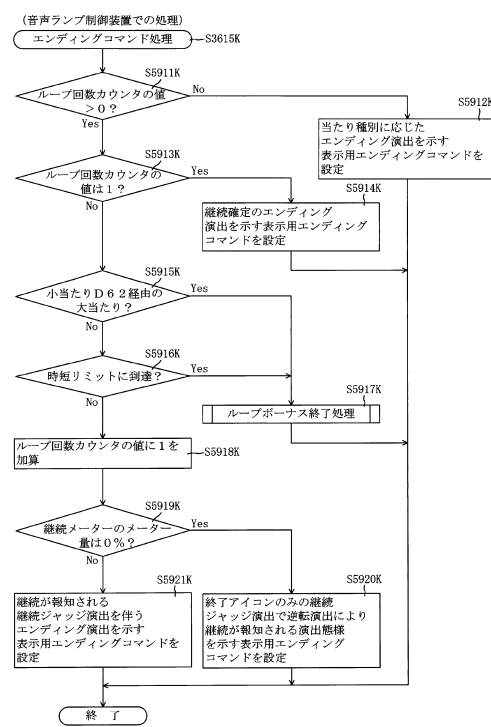 (音声ランプ制御装置での処理)
エンディングコマンド処理
S3615K
S5911K
ループ回数カウンタの値
>0?
No
Yes
S5912K
当たり種別に応じた
エンディング演出を示す
表示用エンディングコマンドを
設定
S5913K
ループ回数カウンタの
値は1?
Yes
No
S5914K
継続確定のエンディング
演出を示す表示用エンディング
コマンドを設定
S5915K
小当たりD62経由の
大当たり?
Yes
No
S5916K
時短リミットに到達?
Yes
No
S5917K
ループボーナス終了処理
ループ回数カウンタの値に1を
加算
S5918K
S5919K
継続メーターのメーター
量は0%?
Yes
No
S5921K
継続が報知される
継続ジャッジ演出を伴う
エンディング演出を示す
表示用エンディングコマンドを
設定
S5920K
終了アイコンのみの継続
ジャッジ演出で逆転演出により
継続が報知される演出態様
を示す表示用エンディング
コマンドを設定
終了